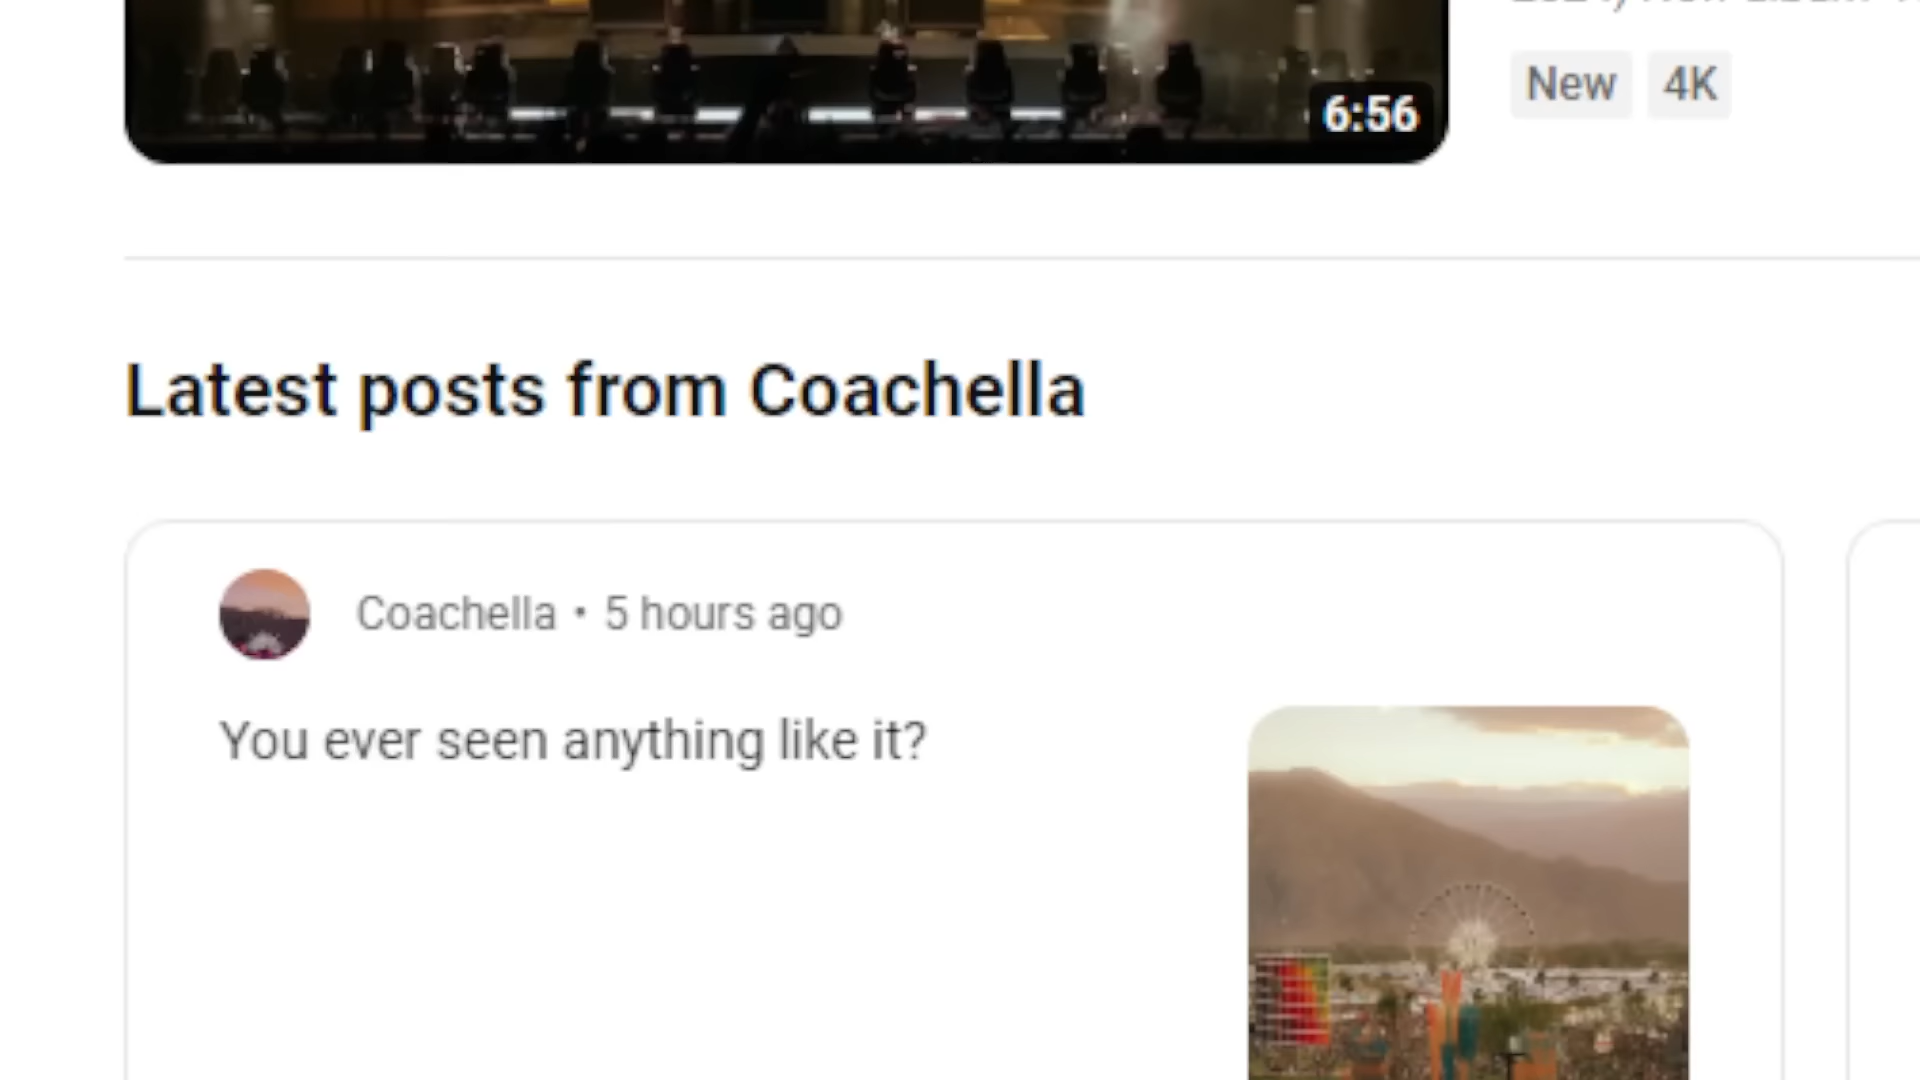 New 4K
6:56
Latest posts from Coachella
Coachella • 5 hours ago
You ever seen anything like it?